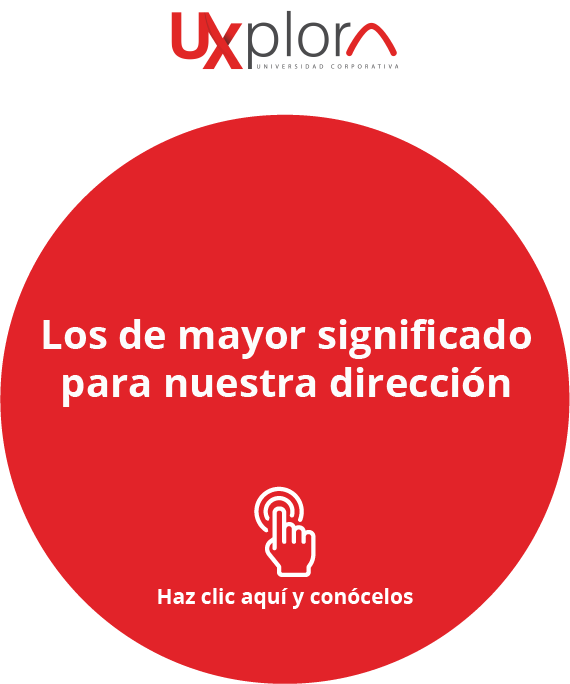 UXplora
UNIVERSIDAD CORPORATIVA
Los de mayor significado
para nuestra dirección
Haz clic aquí y conócelos